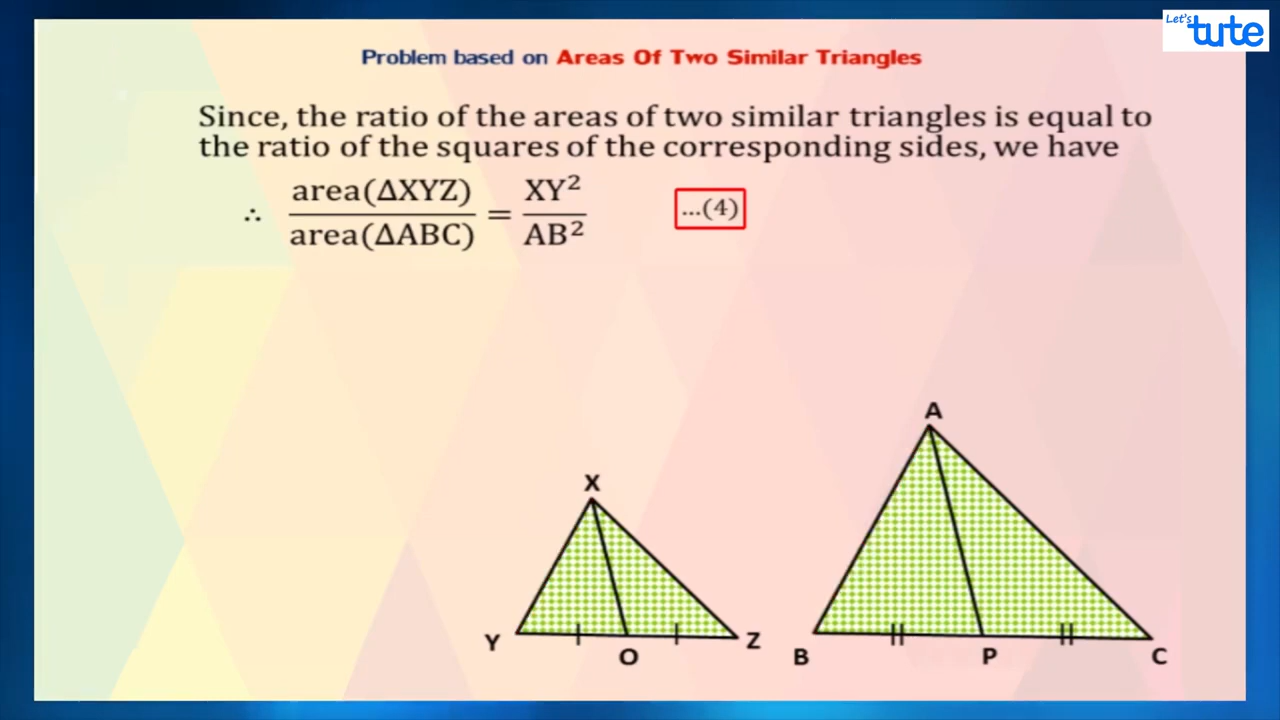 Let's tute
Problem based on Areas Of Two Similar Triangles
Since, the ratio of the areas of two similar triangles is equal to
the ratio of the squares of the corresponding sides, we have
∴ area(ΔXYZ)/area(ΔABC) = XY²/AB² ...(4)
A
X
Y
O
Z
B
P
C